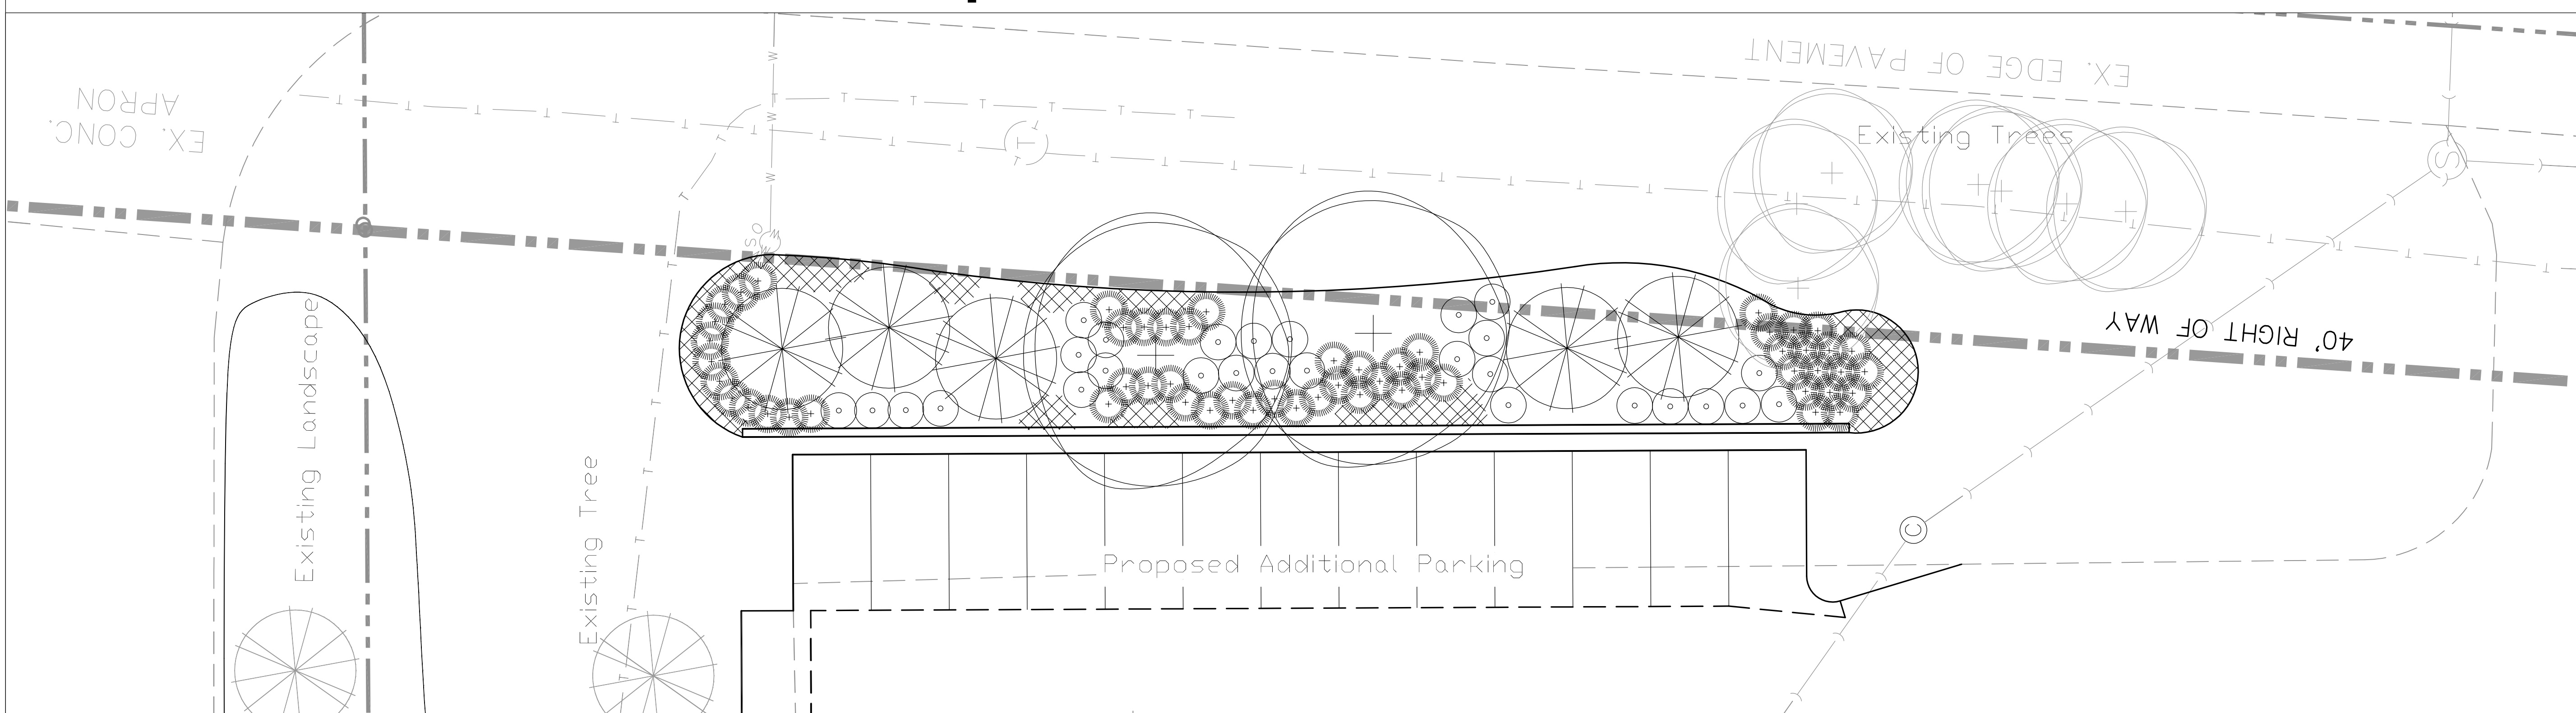 EX. CONC.
APRON
EX. EDGE OF PAVEMENT
Existing Trees
40' RIGHT OF WAY
Existing Landscape
Existing Tree
Proposed Additional Parking
T
S
C
W
W
W
SO